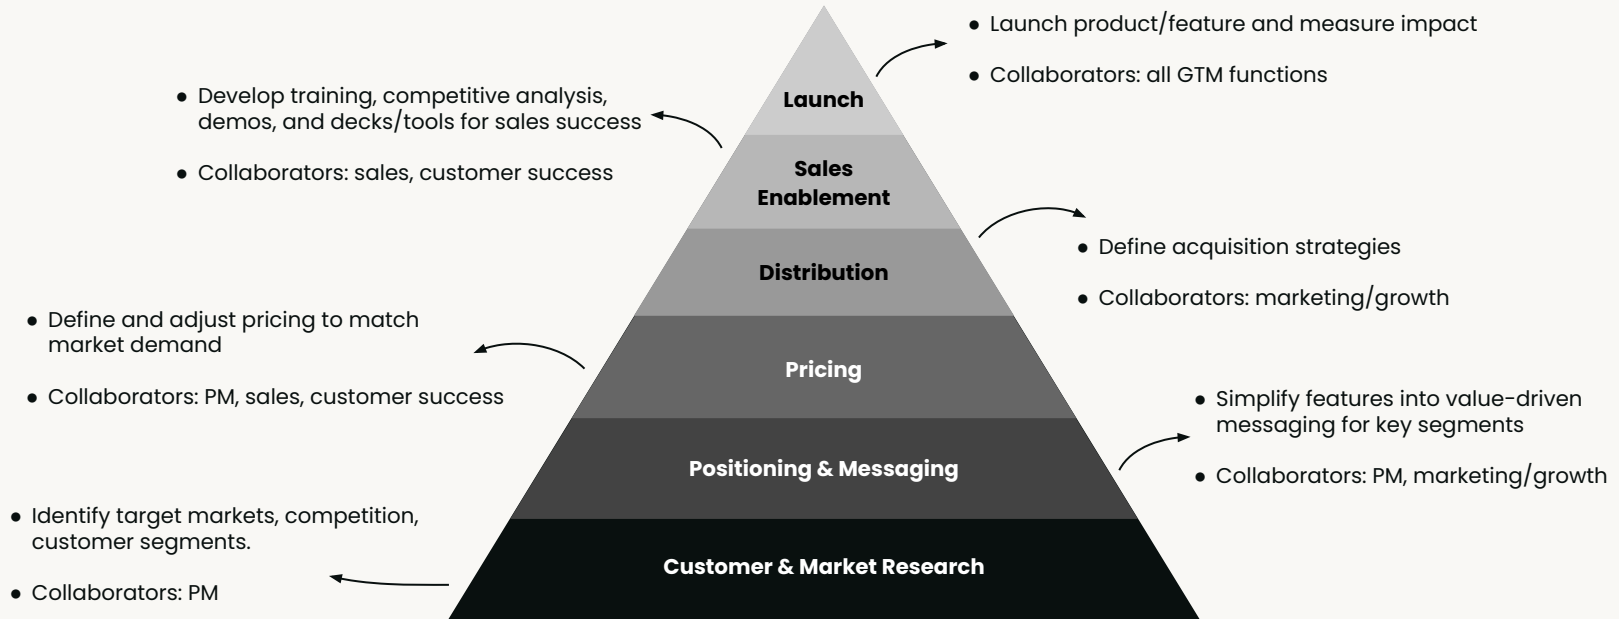 ● Launch product/feature and measure impact
● Collaborators: all GTM functions
Launch
● Develop training, competitive analysis,
demos, and decks/tools for sales success
● Collaborators: sales, customer success
Sales
Enablement
● Define acquisition strategies
● Collaborators: marketing/growth
Distribution
● Define and adjust pricing to match
market demand
● Collaborators: PM, sales, customer success
Pricing
● Simplify features into value-driven
messaging for key segments
● Collaborators: PM, marketing/growth
Positioning & Messaging
● Identify target markets, competition,
customer segments.
● Collaborators: PM
Customer & Market Research